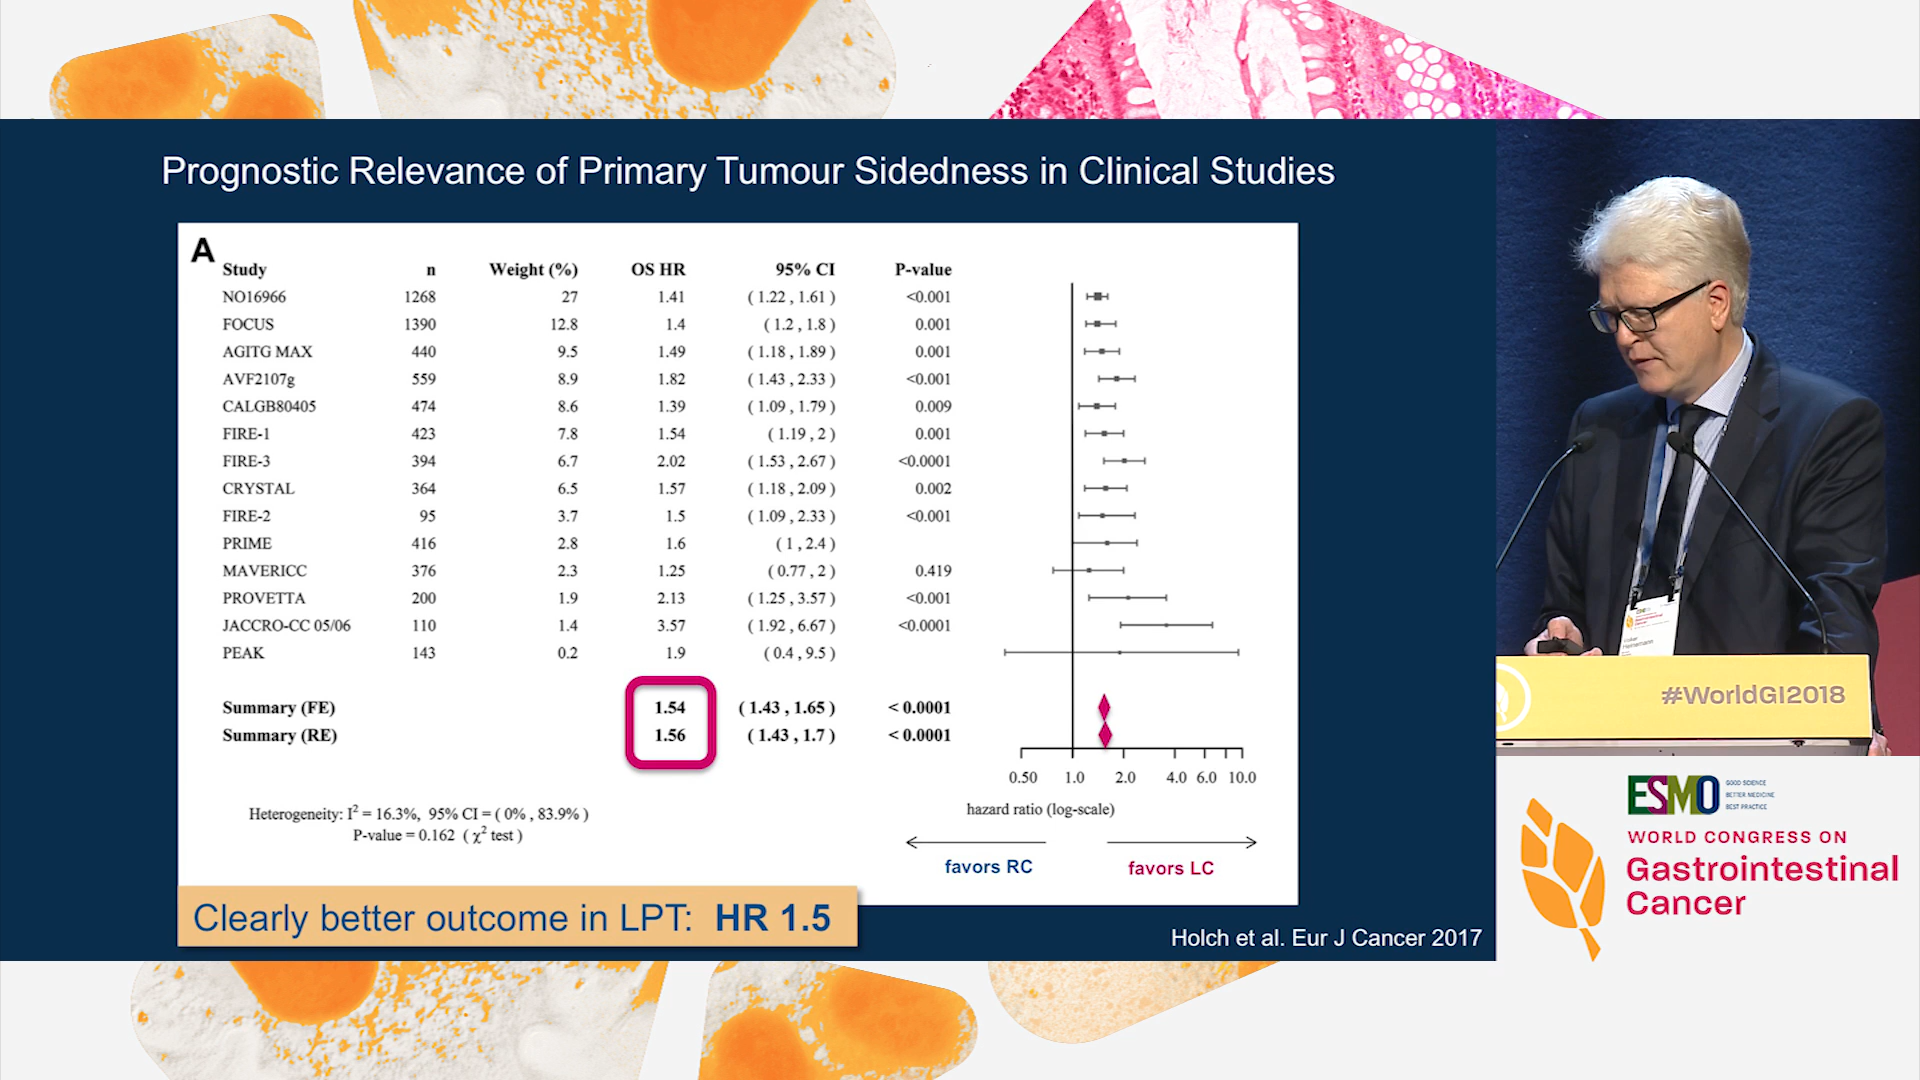 Prognostic Relevance of Primary Tumour Sidedness in Clinical Studies
A
Study n Weight (%) OS HR 95% CI P-value
NO16966 1268 27 1.41 ( 1.22 , 1.61 ) <0.001
FOCUS 1390 12.8 1.4 ( 1.2 , 1.8 ) 0.001
AGITG MAX 440 9.5 1.49 ( 1.18 , 1.89 ) 0.001
AVF2107g 559 8.9 1.82 ( 1.43 , 2.33 ) <0.001
CALGB80405 474 8.6 1.39 ( 1.09 , 1.79 ) 0.009
FIRE-1 423 7.8 1.54 ( 1.19 , 2 ) 0.001
FIRE-3 394 6.7 2.02 ( 1.53 , 2.67 ) <0.0001
CRYSTAL 364 6.5 1.57 ( 1.18 , 2.09 ) 0.002
FIRE-2 95 3.7 1.5 ( 1.09 , 2.33 ) <0.001
PRIME 416 2.8 1.6 ( 1 , 2.4 )
MAVERICC 376 2.3 1.25 ( 0.77 , 2 ) 0.419
PROVETTA 200 1.9 2.13 ( 1.25 , 3.57 ) <0.001
JACCRO-CC 05/06 110 1.4 3.57 ( 1.92 , 6.67 ) <0.0001
PEAK 143 0.2 1.9 ( 0.4 , 9.5 )
Summary (FE) 1.54 ( 1.43 , 1.65 ) < 0.0001
Summary (RE) 1.56 ( 1.43 , 1.7 ) < 0.0001
0.50 1.0 2.0 4.0 6.0 10.0
hazard ratio (log-scale)
Heterogeneity: I² = 16.3%, 95% CI = ( 0% , 83.9% )
P-value = 0.162 ( χ² test )
favors RC favors LC
Clearly better outcome in LPT: HR 1.5
Holch et al. Eur J Cancer 2017
#WorldGI2018
Gastrointestinal
Cancer
Volker
Heinemann
ESMO
GOOD SCIENCE
BETTER MEDICINE
BEST PRACTICE
WORLD CONGRESS ON
Gastrointestinal
Cancer